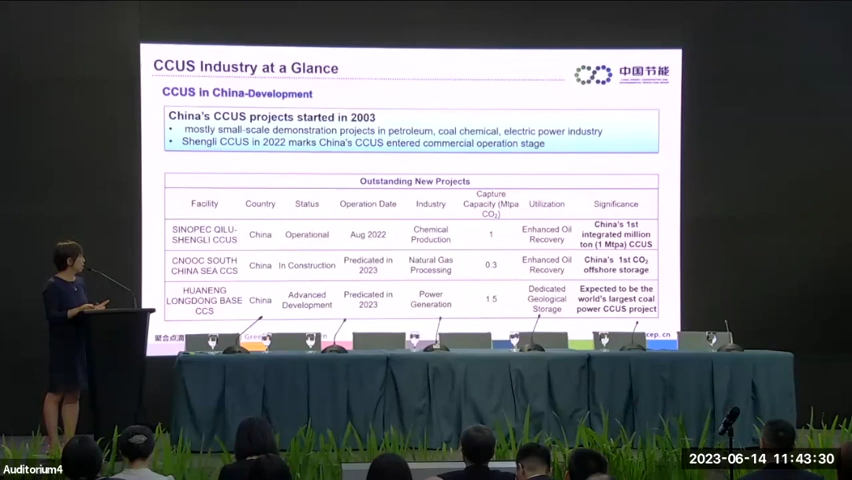 CCUS Industry at a Glance
中国节能
CCUS in China-Development
China's CCUS projects started in 2003
• mostly small-scale demonstration projects in petroleum, coal chemical, electric power industry
• Shengli CCUS in 2022 marks China's CCUS entered commercial operation stage
Outstanding New Projects
Facility Country Status Operation Date Industry Capture Capacity (Mtpa CO2) Utilization Significance
SINOPEC QILU-SHENGLI CCUS China Operational Aug 2022 Chemical Production 1 Enhanced Oil Recovery China's 1st integrated million ton (1 Mtpa) CCUS
CNOOC SOUTH CHINA SEA CCS China In Construction Predicated in 2023 Natural Gas Processing 0.3 Enhanced Oil Recovery China's 1st CO2 offshore storage
HUANENG LONGDONG BASE CCS China Advanced Development Predicated in 2023 Power Generation 1.5 Dedicated Geological Storage Expected to be the world's largest coal power CCUS project
聚合点滴
cep.cn
Auditorium4
2023-06-14 11:43:30